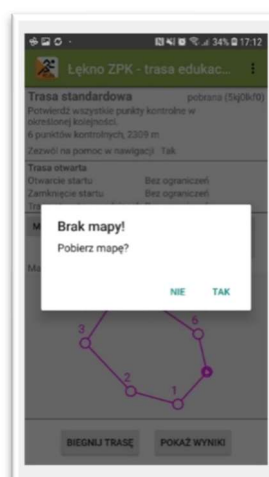 34% 17:12
Łękno ZPK - trasa edukac...
Trasa standardowa pobrana (5kj0lkf0)
Potwierdź wszystkie punkty kontrolne w
określonej kolejności.
6 punktów kontrolnych, 2309 m
Zezwól na pomoc w nawigacji Tak
Trasa otwarta
Otwarcie startu Bez ograniczeń
Zamknięcie startu Bez ograniczeń
Brak mapy!
Pobierz mapę?
NIE TAK
3
6
2
1
BIEGNIJ TRASĘ POKAŻ WYNIKI